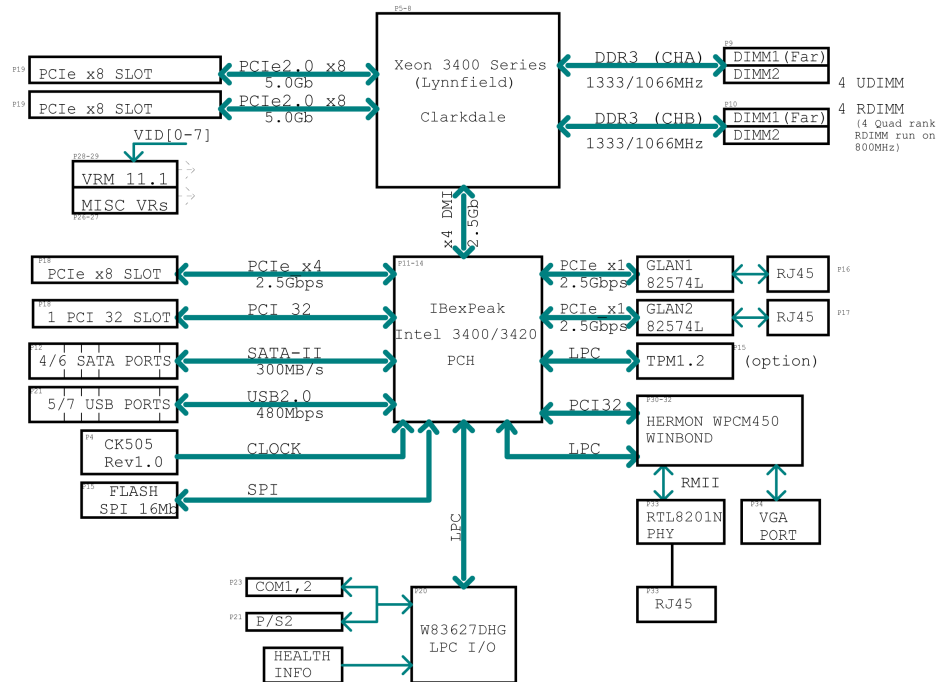 P5-8
Xeon 3400 Series
(Lynnfield)
Clarkdale
P19
PCIe x8 SLOT
PCIe2.0 x8
5.0Gb
P19
PCIe x8 SLOT
PCIe2.0 x8
5.0Gb
DDR3 (CHA)
1333/1066MHz
P9
DIMM1(Far)
DIMM2
DDR3 (CHB)
1333/1066MHz
P10
DIMM1(Far)
DIMM2
4 UDIMM
4 RDIMM
(4 Quad rank
RDIMM run on
800MHz)
VID[0-7]
P28-29
VRM 11.1
MISC VRs
P26-27
x4 DMI
2.5Gb
P11-14
IBexPeak
Intel 3400/3420
PCH
P18
PCIe x8 SLOT
PCIe x4
2.5Gbps
P18
1 PCI 32 SLOT
PCI 32
P12
4/6 SATA PORTS
SATA-II
300MB/s
P21
5/7 USB PORTS
USB2.0
480Mbps
P4
CK505
Rev1.0
CLOCK
P15
FLASH
SPI 16Mb
SPI
PCIe x1
2.5Gbps
GLAN1
82574L
RJ45
P16
PCIe x1
2.5Gbps
GLAN2
82574L
RJ45
P17
LPC
P15
TPM1.2
(option)
PCI32
LPC
P30-32
HERMON WPCM450
WINBOND
RMII
P33
RTL8201N
PHY
P34
VGA
PORT
P33
RJ45
LPC
P20
W83627DHG
LPC I/O
P23
COM1,2
P21
P/S2
HEALTH
INFO